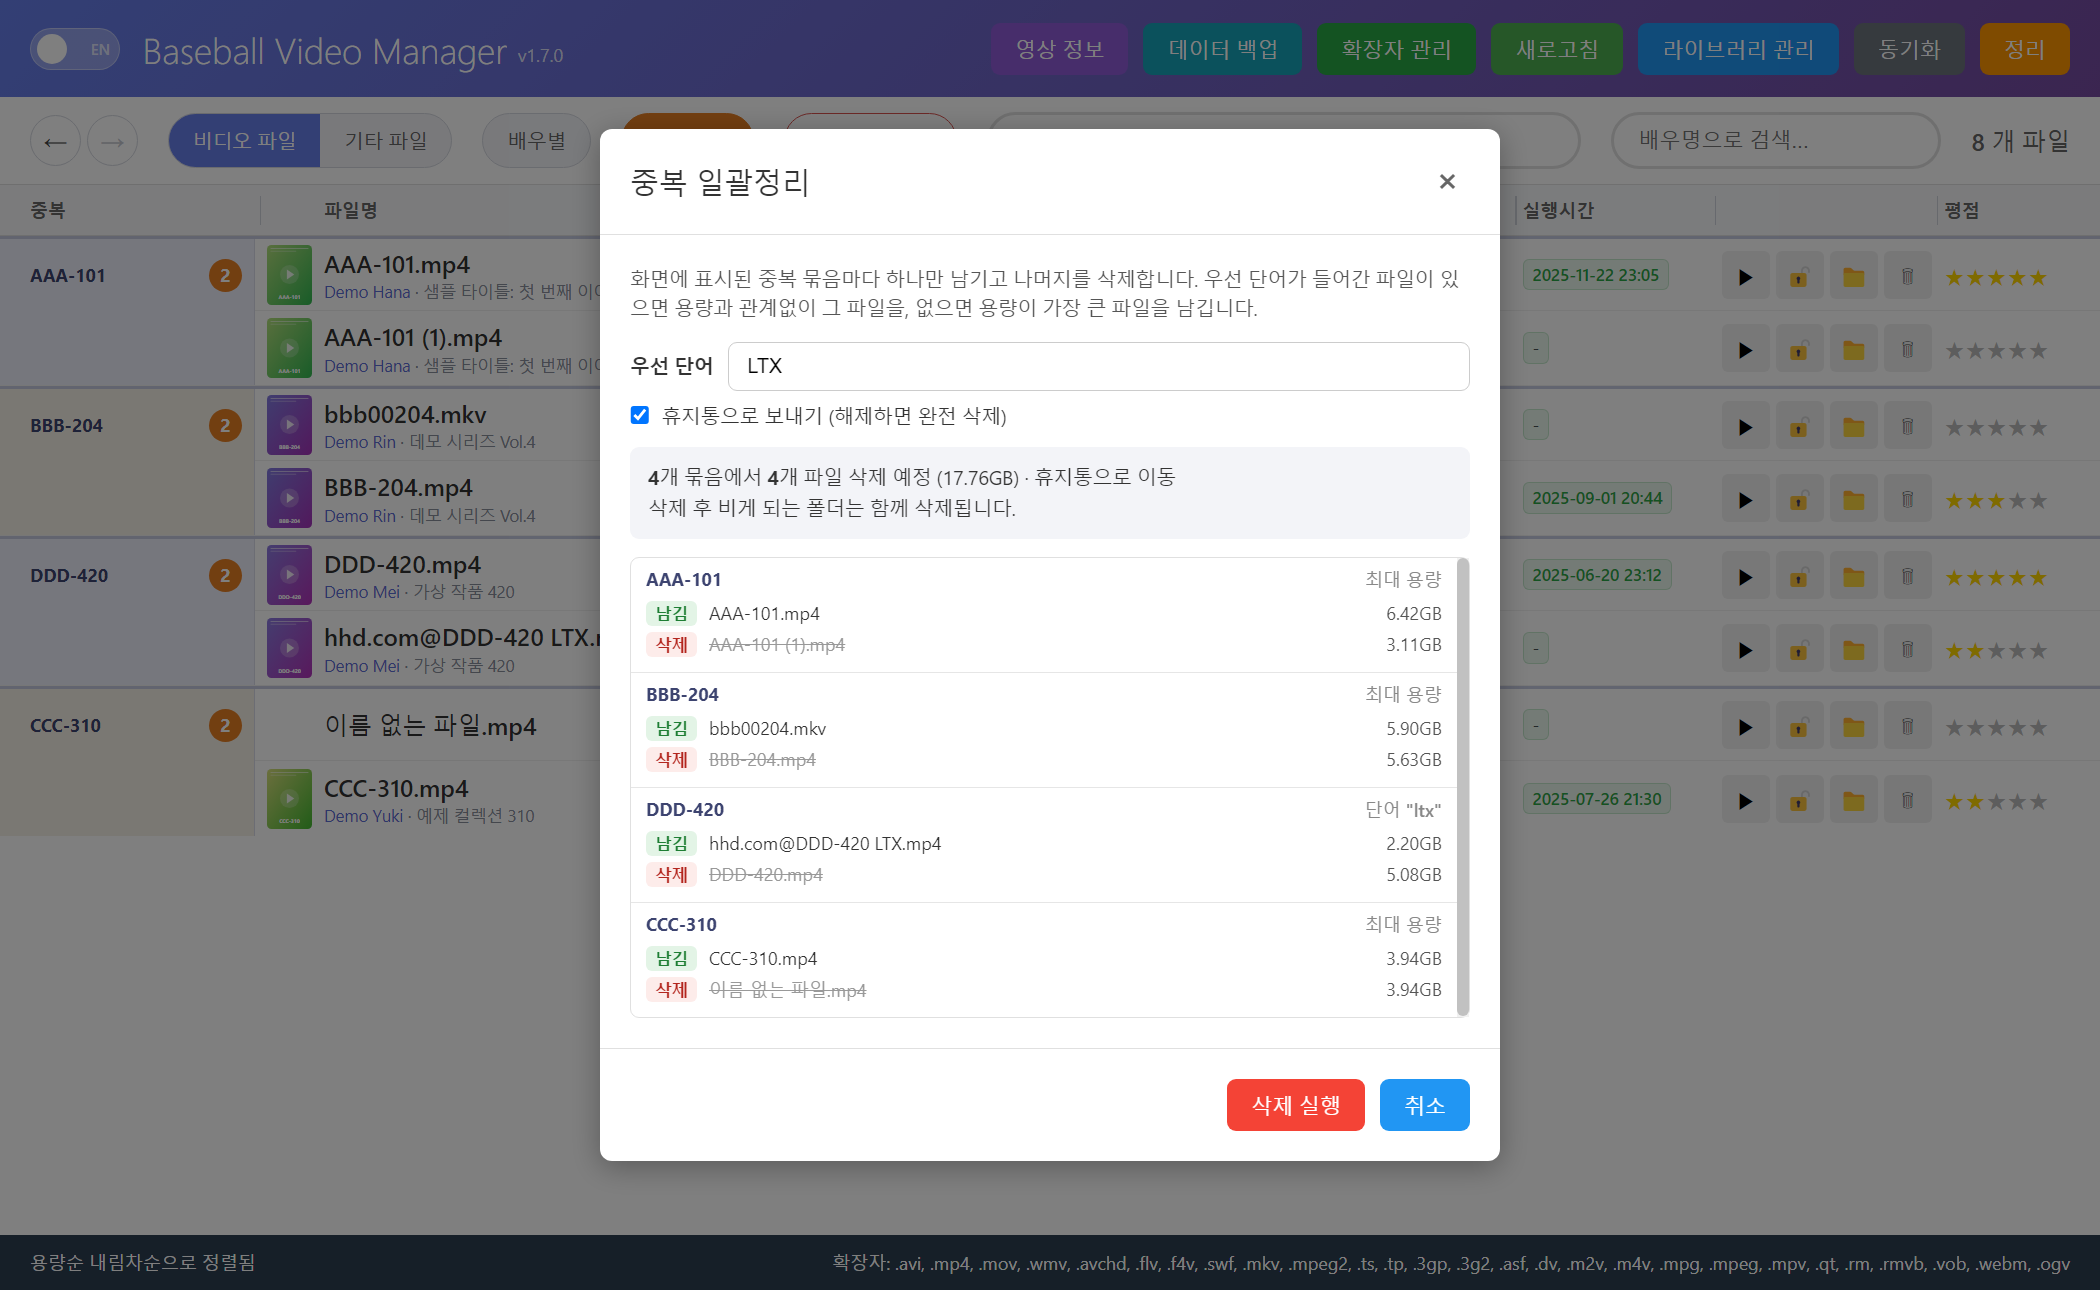 EN Baseball Video Manager v1.7.0 영상 정보 데이터 백업 확장자 관리 새로고침 라이브러리 관리 동기화 정리
← → 비디오 파일 기타 파일 배우별 배우명으로 검색... 8 개 파일
중복 파일명 실행시간 평점
AAA-101 2
AAA-101.mp4
Demo Hana · 샘플 타이틀: 첫 번째
2025-11-22 23:05
AAA-101 (1).mp4
Demo Hana · 샘플 타이틀: 첫 번째
-
BBB-204 2
bbb00204.mkv
Demo Rin · 데모 시리즈 Vol.4
-
BBB-204.mp4
Demo Rin · 데모 시리즈 Vol.4
2025-09-01 20:44
DDD-420 2
DDD-420.mp4
Demo Mei · 가상 작품 420
2025-06-20 23:12
hhd.com@DDD-420 LTX.
Demo Mei · 가상 작품 420
-
CCC-310 2
이름 없는 파일.mp4
-
CCC-310.mp4
Demo Yuki · 예제 컬렉션 310
2025-07-26 21:30
중복 일괄정리 ×
화면에 표시된 중복 묶음마다 하나만 남기고 나머지를 삭제합니다. 우선 단어가 들어간 파일이 있
으면 용량과 관계없이 그 파일을, 없으면 용량이 가장 큰 파일을 남깁니다.
우선 단어 LTX
휴지통으로 보내기 (해제하면 완전 삭제)
4개 묶음에서 4개 파일 삭제 예정 (17.76GB) · 휴지통으로 이동
삭제 후 비게 되는 폴더는 함께 삭제됩니다.
AAA-101 최대 용량
남김 AAA-101.mp4 6.42GB
삭제 AAA-101 (1).mp4 3.11GB
BBB-204 최대 용량
남김 bbb00204.mkv 5.90GB
삭제 BBB-204.mp4 5.63GB
DDD-420 단어 "ltx"
남김 hhd.com@DDD-420 LTX.mp4 2.20GB
삭제 DDD-420.mp4 5.08GB
CCC-310 최대 용량
남김 CCC-310.mp4 3.94GB
삭제 이름 없는 파일.mp4 3.94GB
삭제 실행 취소
용량순 내림차순으로 정렬됨 확장자: .avi, .mp4, .mov, .wmv, .avchd, .flv, .f4v, .swf, .mkv, .mpeg2, .ts, .tp, .3gp, .3g2, .asf, .dv, .m2v, .m4v, .mpg, .mpeg, .mpv, .qt, .rm, .rmvb, .vob, .webm, .ogv